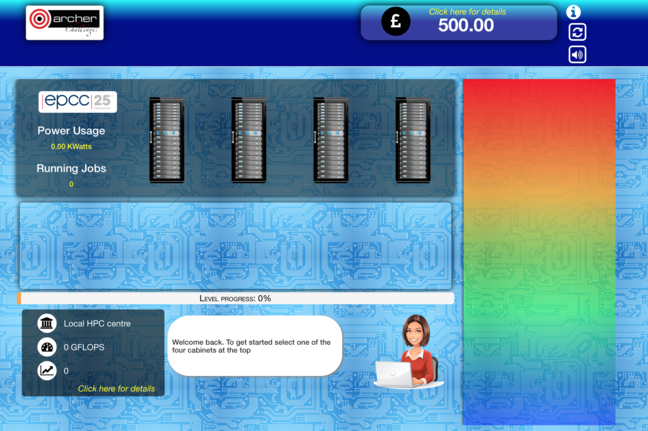 archer
Challenge!
Click here for details
£
500.00
epcc 25
Power Usage
0.00 KWatts
Running Jobs
0
Level progress: 0%
Local HPC centre
0 GFLOPS
0
Click here for details
Welcome back. To get started select one of the
four cabinets at the top